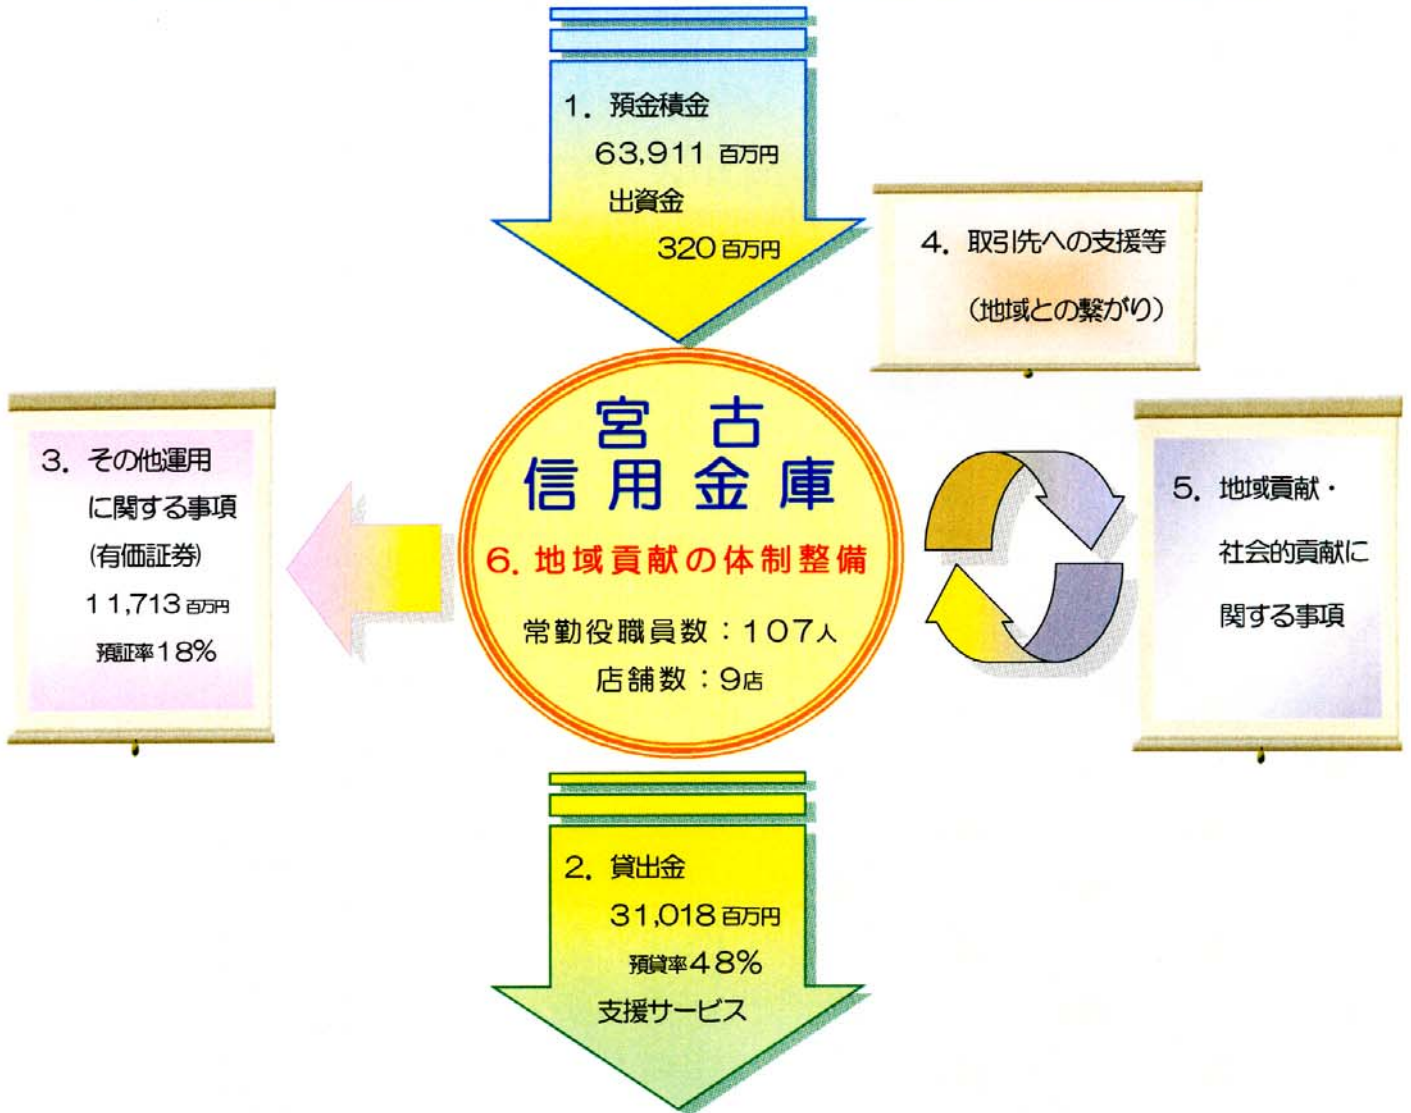 1. 預金積金
63,911 百万円
出資金
320 百万円
4. 取引先への支援等
（地域との繋がり）
宮古
信用金庫
6. 地域貢献の体制整備
常勤役職員数：107人
店舗数：9店
3. その他運用
に関する事項
(有価証券)
11,713 百万円
預証率18%
5. 地域貢献・
社会的貢献に
関する事項
2. 貸出金
31,018 百万円
預貸率48%
支援サービス